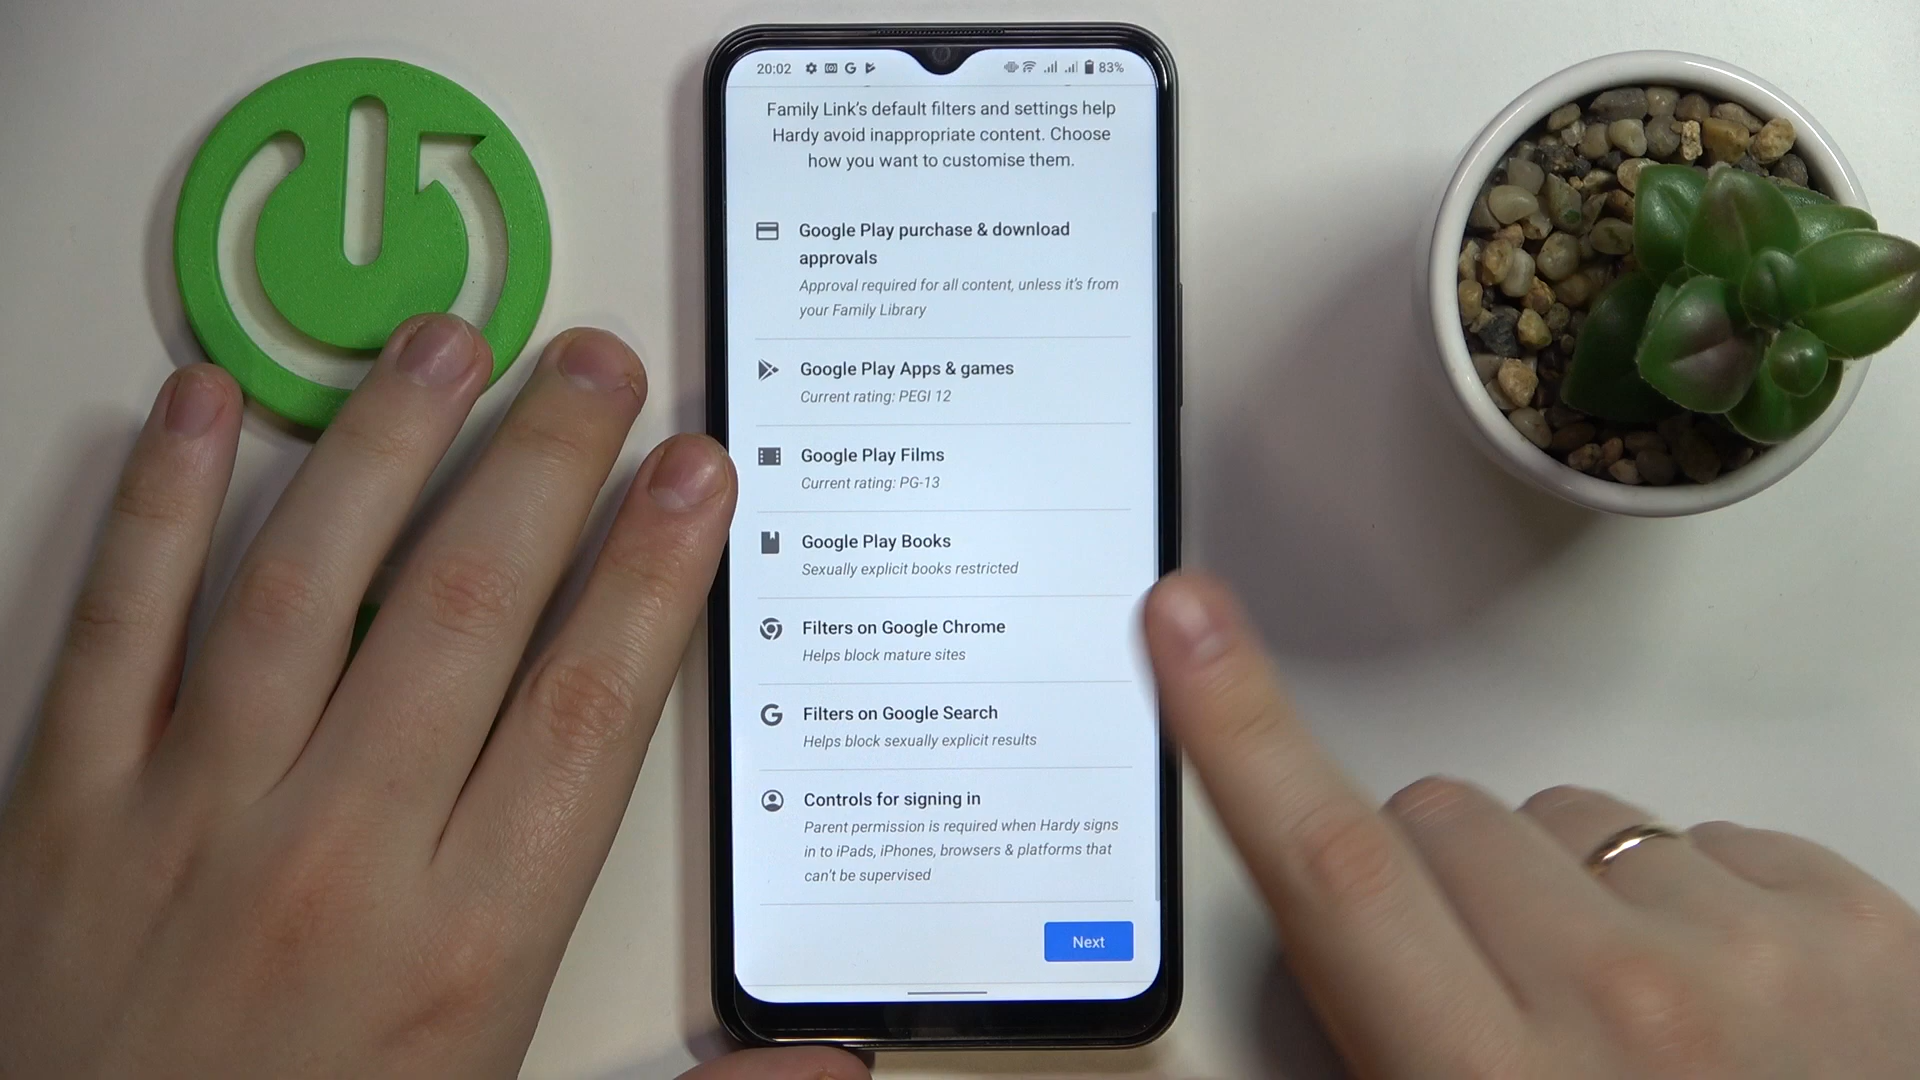 20:02 83%
Family Link's default filters and settings help
Hardy avoid inappropriate content. Choose
how you want to customise them.
Google Play purchase & download
approvals
Approval required for all content, unless it's from
your Family Library
Google Play Apps & games
Current rating: PEGI 12
Google Play Films
Current rating: PG-13
Google Play Books
Sexually explicit books restricted
Filters on Google Chrome
Helps block mature sites
Filters on Google Search
Helps block sexually explicit results
Controls for signing in
Parent permission is required when Hardy signs
in to iPads, iPhones, browsers & platforms that
can't be supervised
Next